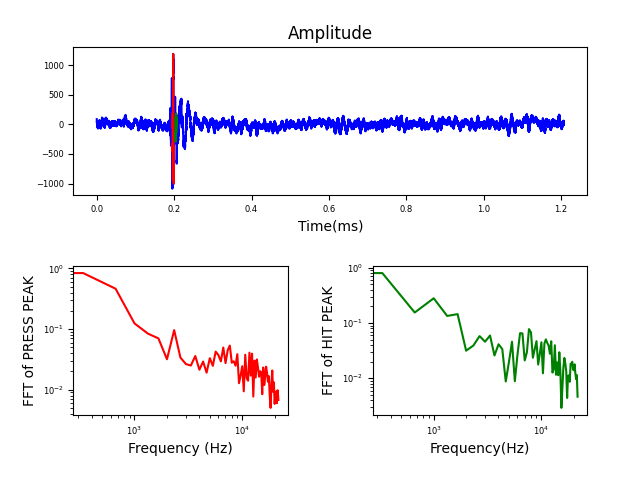 Amplitude
1000
500
0
−500
−1000
0.0 0.2 0.4 0.6 0.8 1.0 1.2
Time(ms)
FFT of PRESS PEAK
10⁰
10⁻¹
10⁻²
10³ 10⁴
Frequency (Hz)
FFT of HIT PEAK
10⁰
10⁻¹
10⁻²
10³ 10⁴
Frequency(Hz)